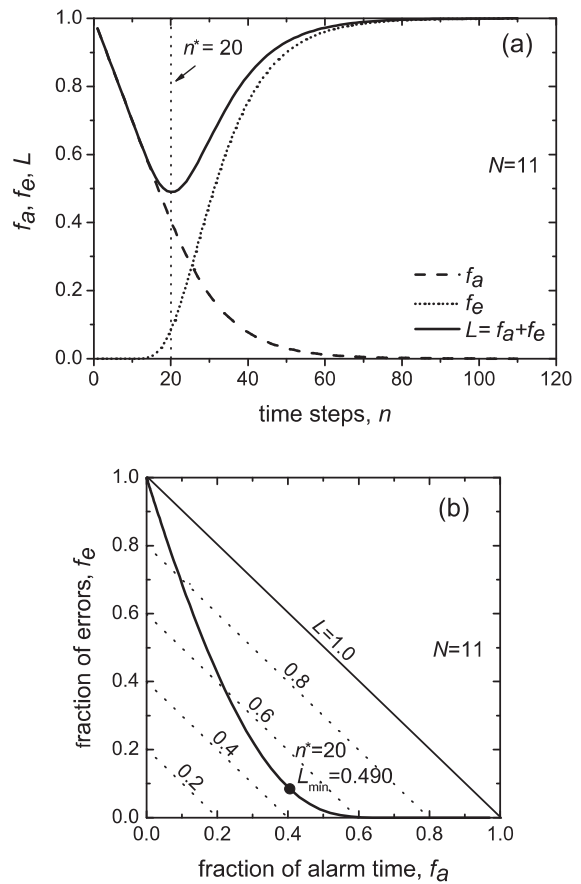 (a)
n* = 20
N=11
f_a
f_e
L= f_a+f_e
f_a, f_e, L
1.0
0.8
0.6
0.4
0.2
0.0
0 20 40 60 80 100 120
time steps, n
(b)
L=1.0
N=11
0.8
0.6
0.4
0.2
n*=20
L_min=0.490
fraction of errors, f_e
1.0
0.8
0.6
0.4
0.2
0.0
0.0 0.2 0.4 0.6 0.8 1.0
fraction of alarm time, f_a